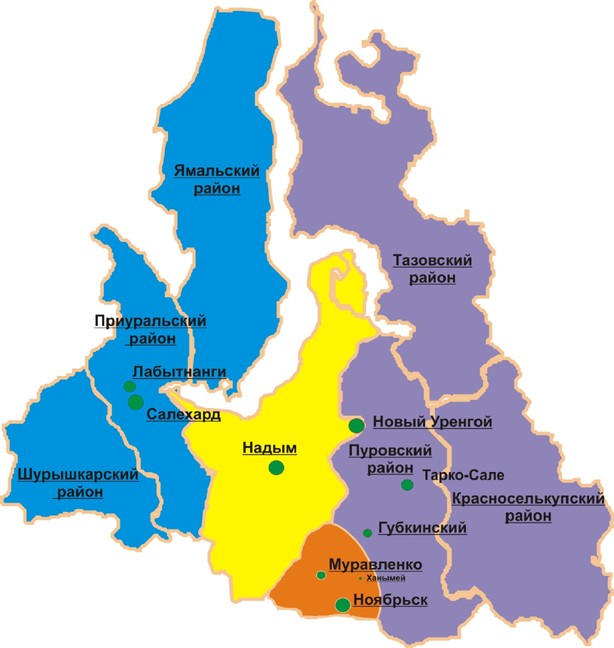 Ямальский
район
Тазовский
район
Приуральский
район
Лабытнанги
Салехард
Новый Уренгой
Надым
Пуровский
район
Шурышкарский
район
Тарко-Сале
Красноселькупский
район
Губкинский
Муравленко
Ханымей
Ноябрьск